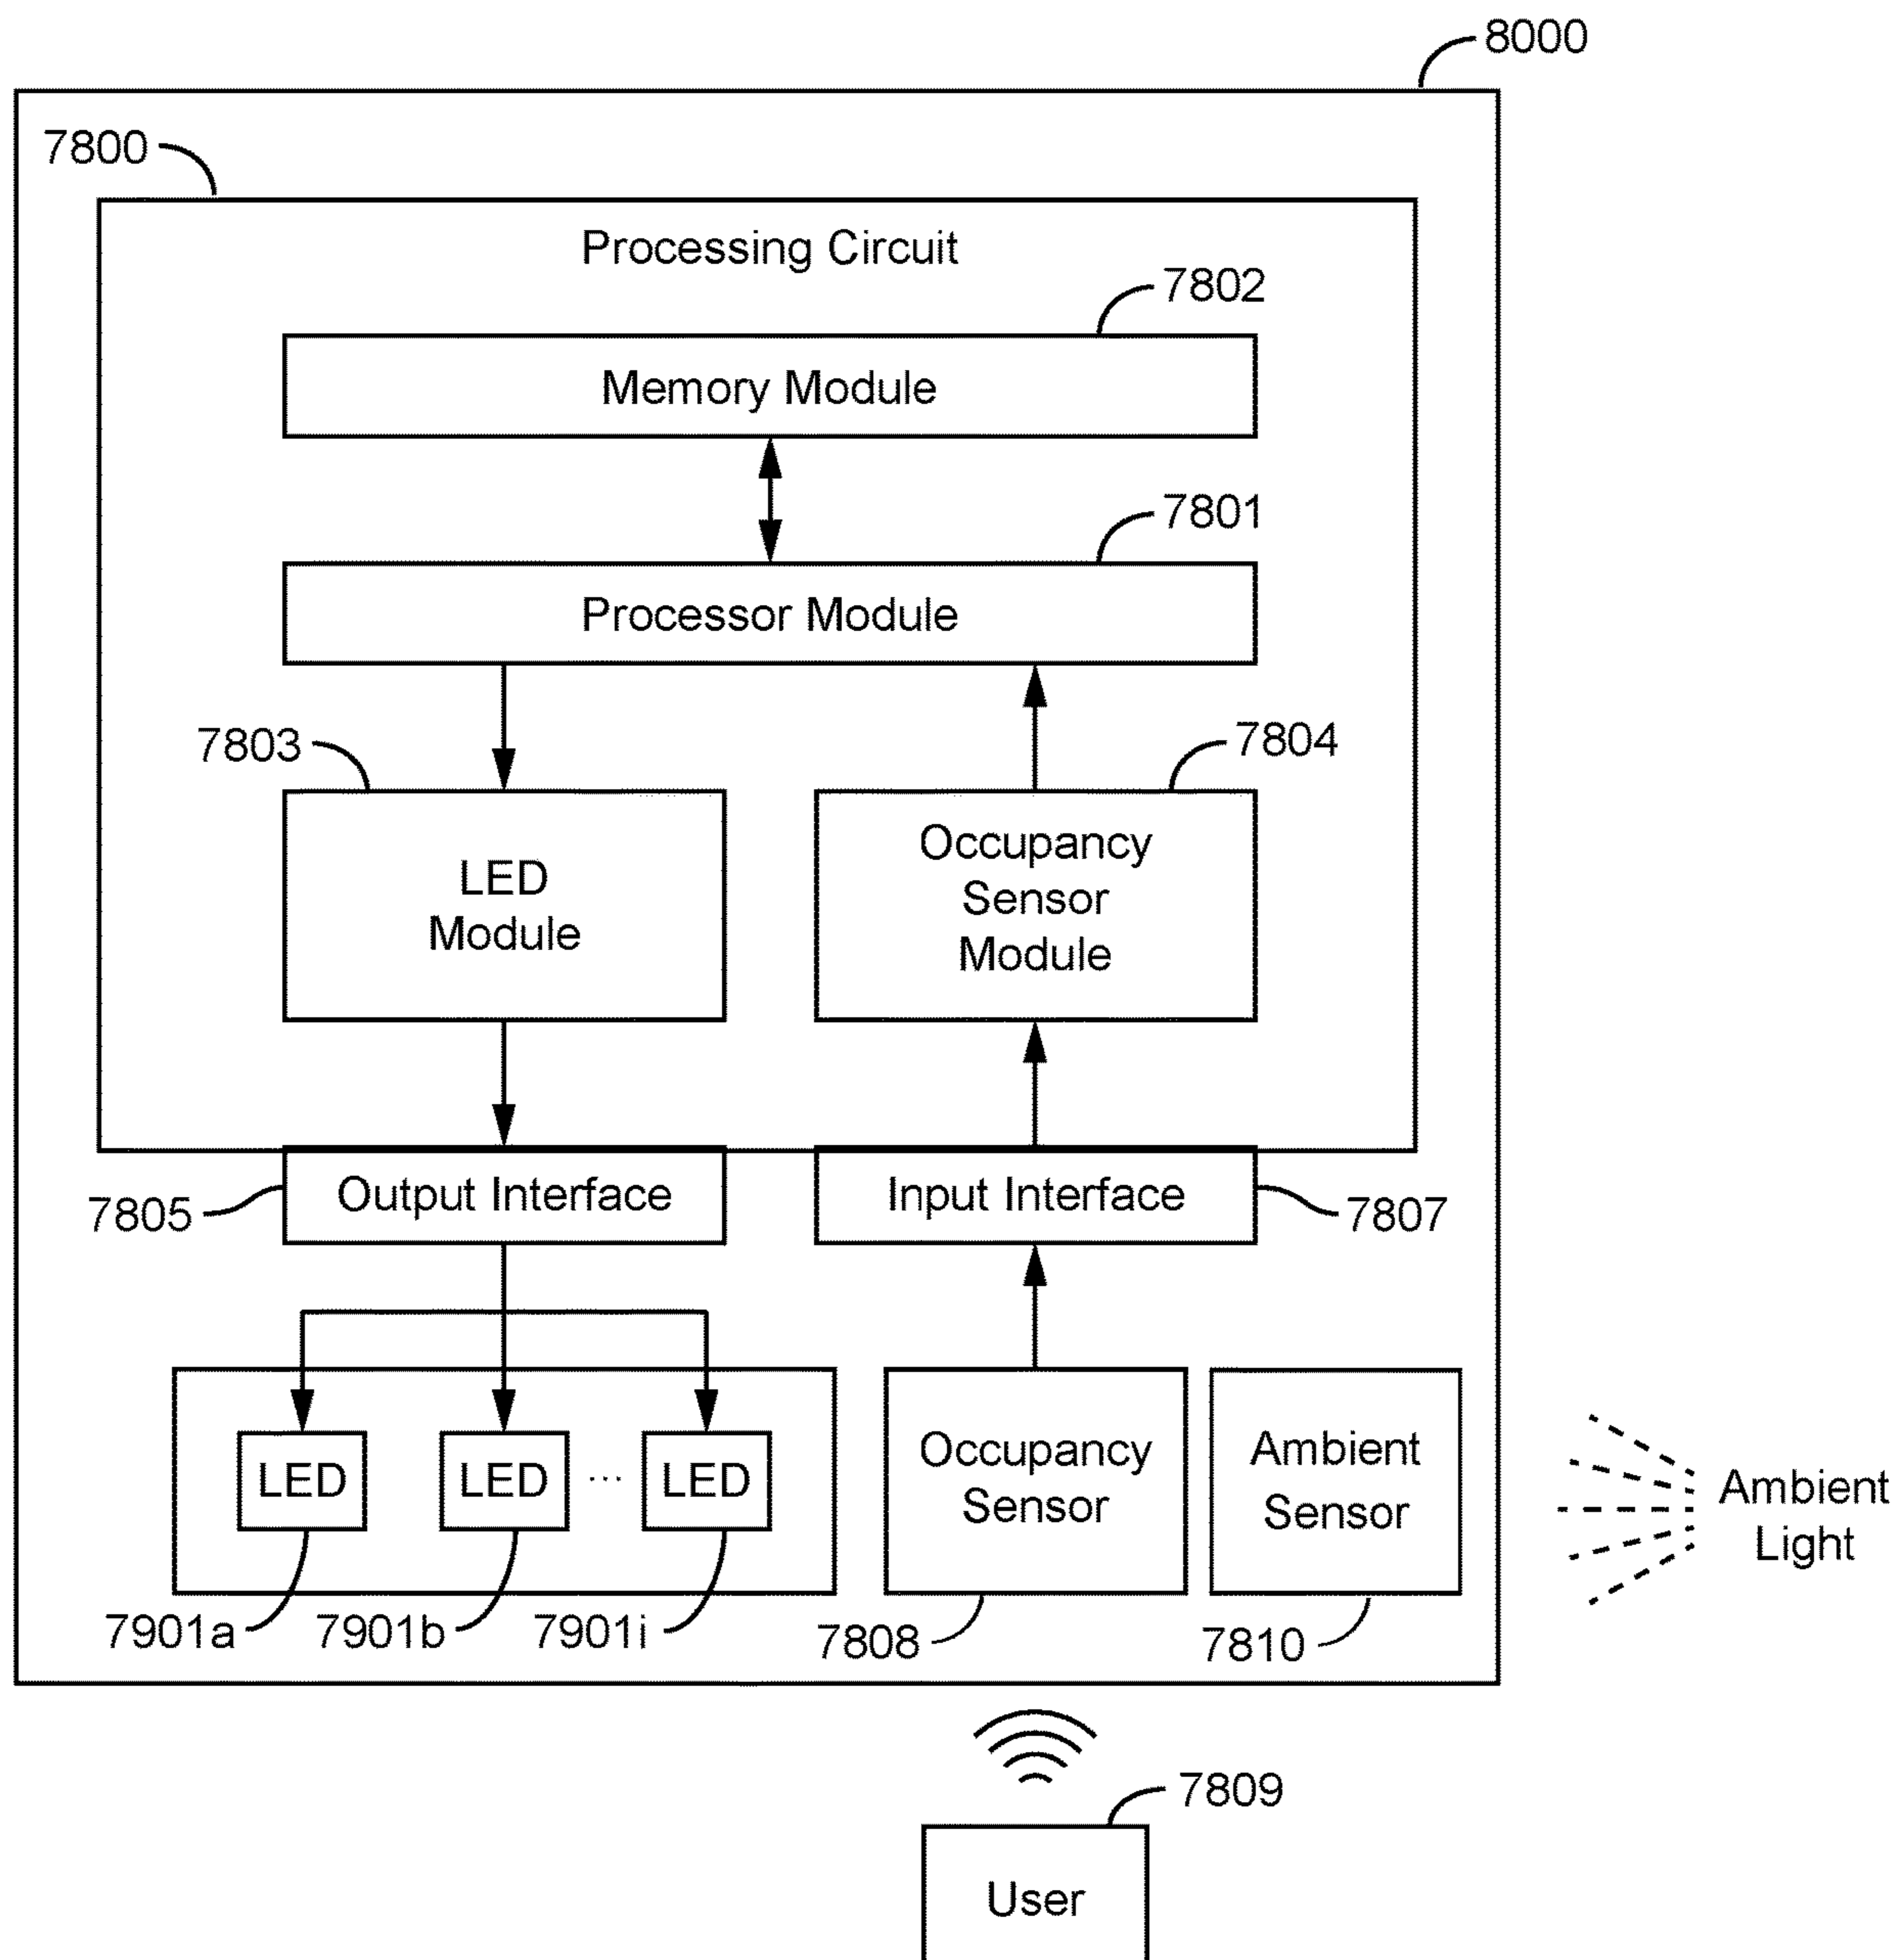 8000
7800
Processing Circuit
7802
Memory Module
7801
Processor Module
7803
7804
LED
Module
Occupancy
Sensor
Module
7805
Output Interface
Input Interface
7807
LED
LED
...
LED
Occupancy
Sensor
Ambient
Sensor
Ambient
Light
7901a
7901b
7901i
7808
7810
7809
User